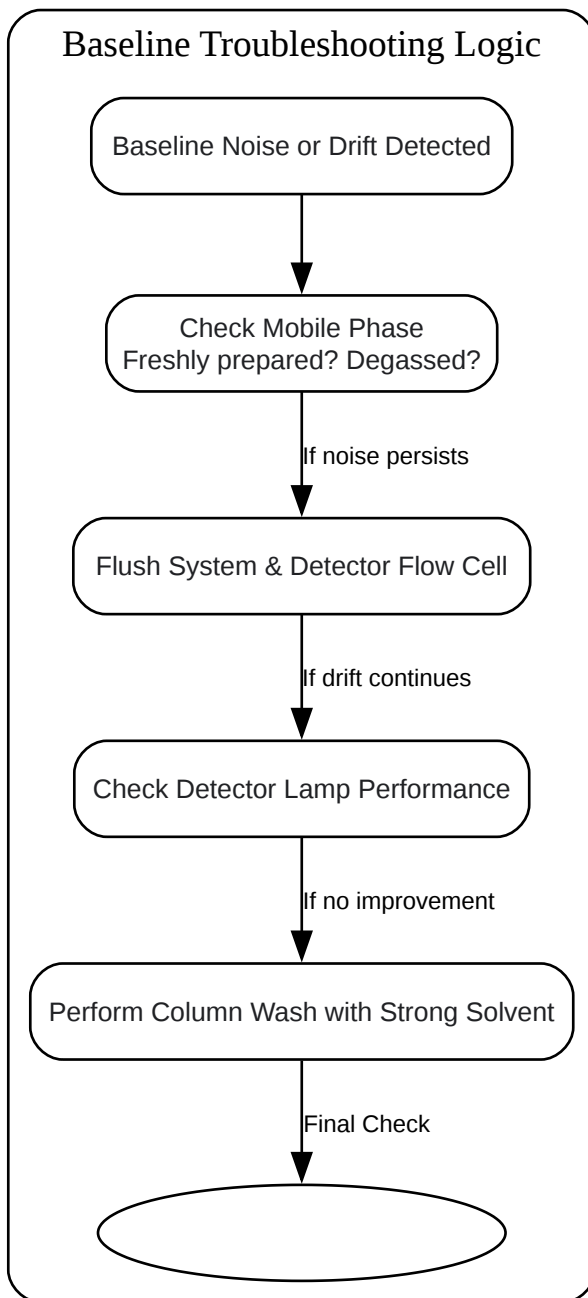 Baseline Troubleshooting Logic
Baseline Noise or Drift Detected
Check Mobile Phase
Freshly prepared? Degassed?
If noise persists
Flush System & Detector Flow Cell
If drift continues
Check Detector Lamp Performance
If no improvement
Perform Column Wash with Strong Solvent
Final Check